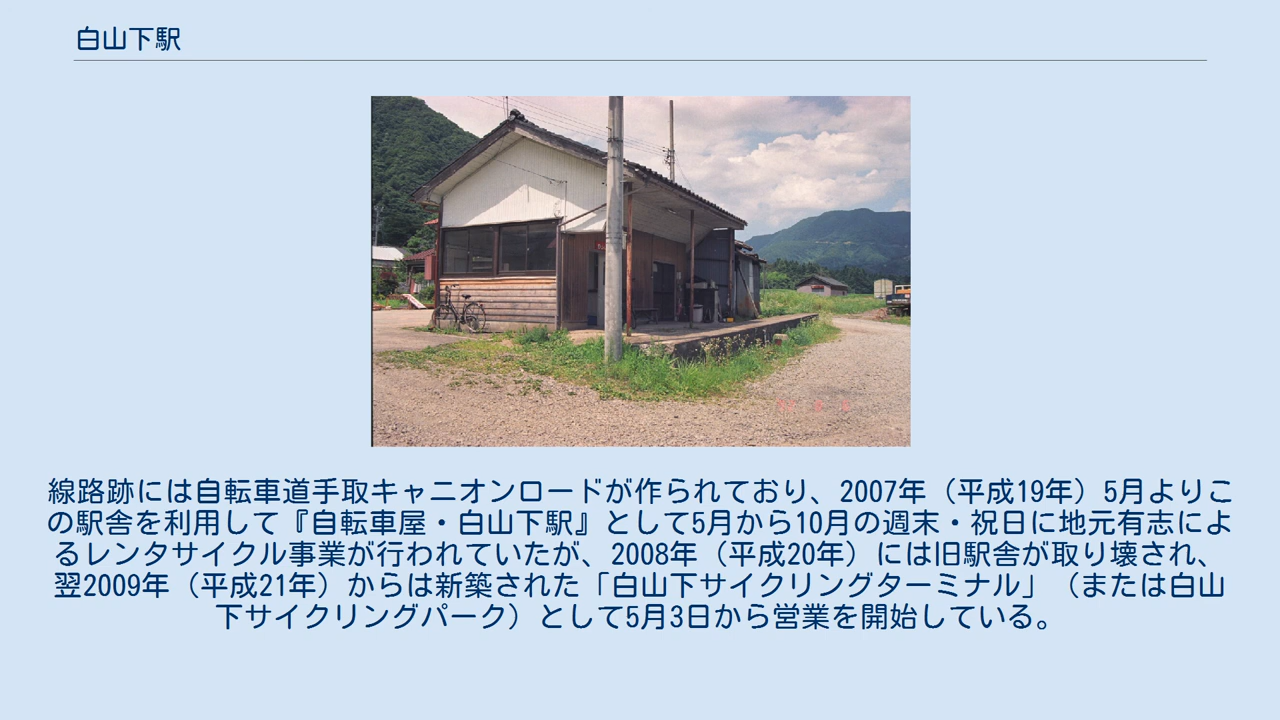 白山下駅
線路跡には自転車道手取キャニオンロードが作られており、2007年（平成19年）5月よりこ
の駅舎を利用して『自転車屋・白山下駅』として5月から10月の週末・祝日に地元有志によ
るレンタサイクル事業が行われていたが、2008年（平成20年）には旧駅舎が取り壊され、
翌2009年（平成21年）からは新築された「白山下サイクリングターミナル」（または白山
下サイクリングパーク）として5月3日から営業を開始している。